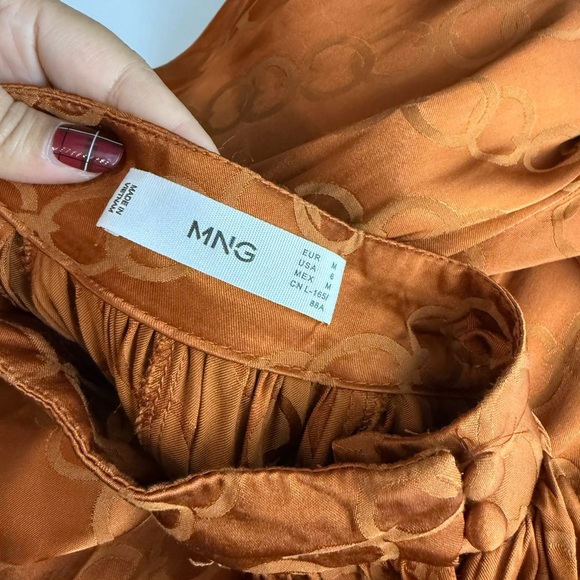 MADE IN
VIETNAM
MNG
EUR M
USA 6
MEX M
CN L-165/
88A